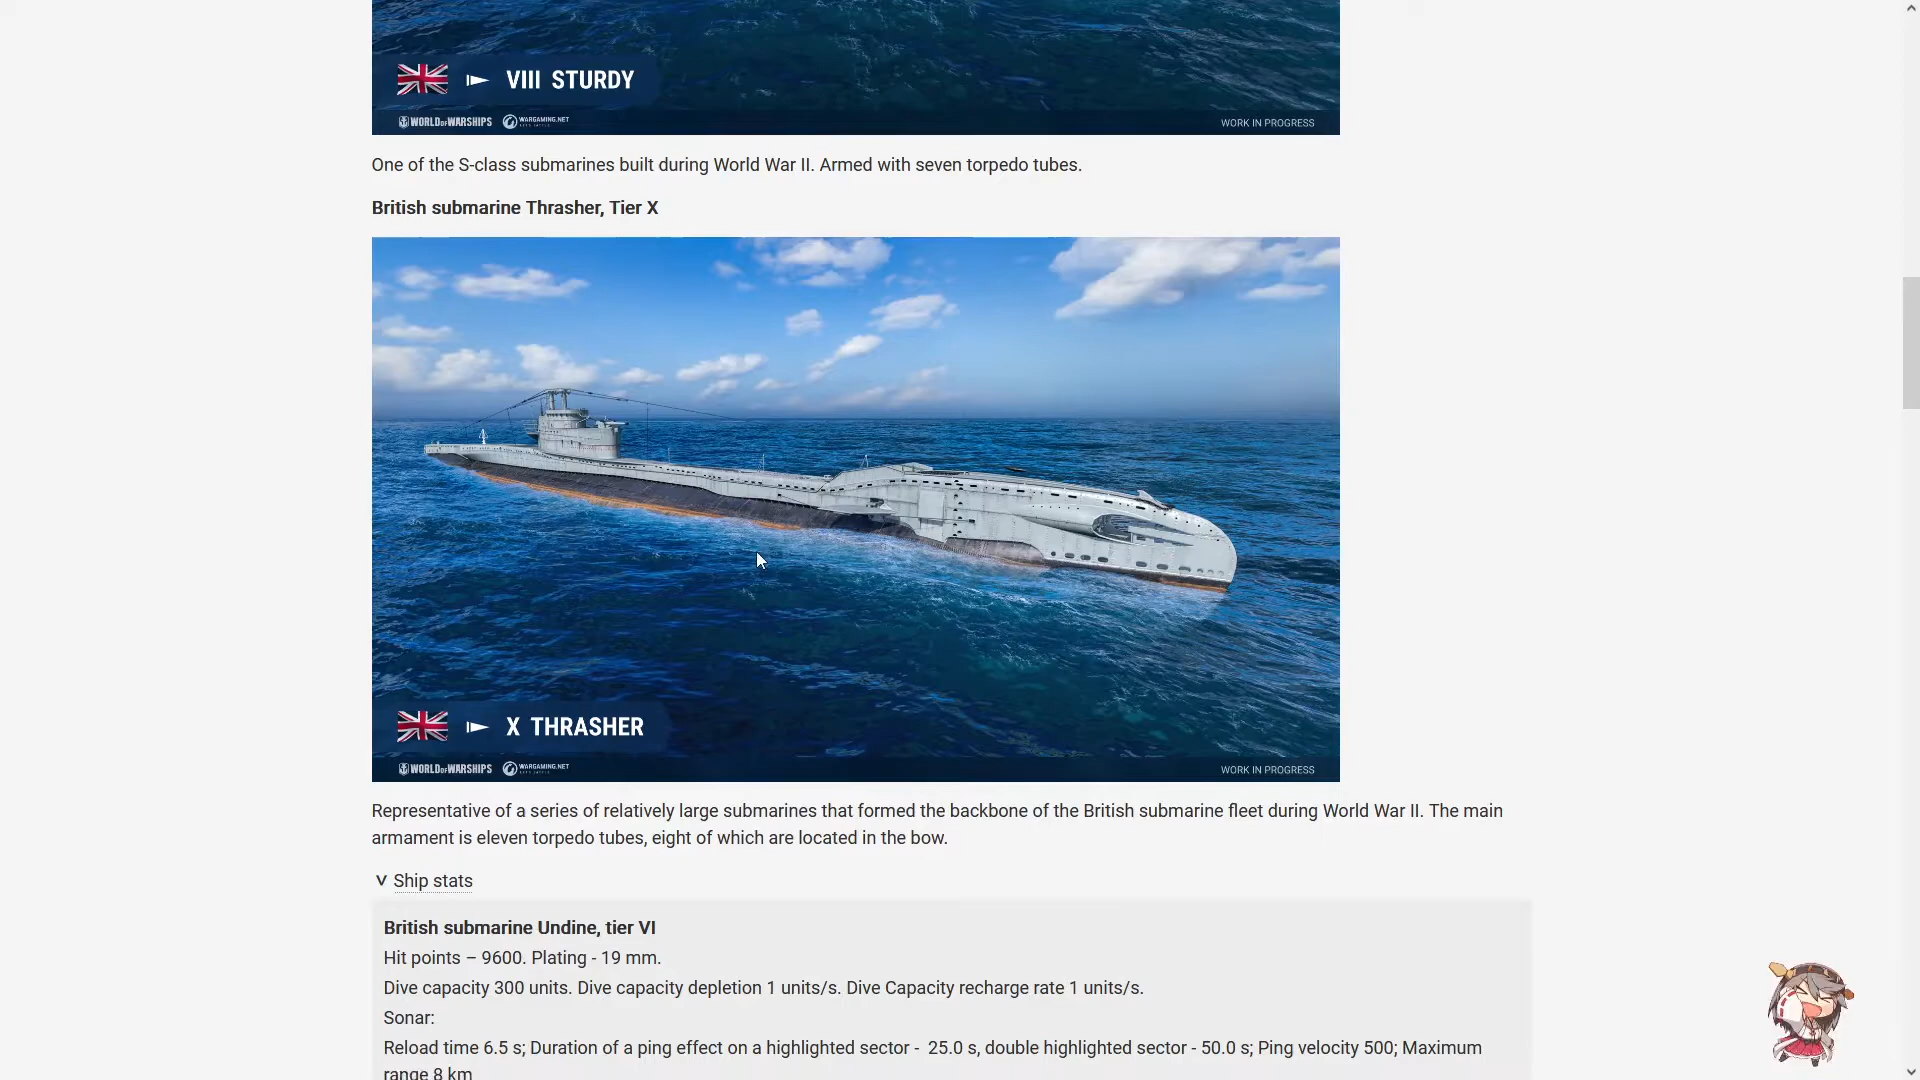 VIII STURDY
WORLD OF WARSHIPS WARGAMING.NET
LET'S BATTLE
WORK IN PROGRESS
One of the S-class submarines built during World War II. Armed with seven torpedo tubes.
British submarine Thrasher, Tier X
X THRASHER
WORLD OF WARSHIPS WARGAMING.NET
LET'S BATTLE
WORK IN PROGRESS
Representative of a series of relatively large submarines that formed the backbone of the British submarine fleet during World War II. The main
armament is eleven torpedo tubes, eight of which are located in the bow.
Ship stats
British submarine Undine, tier VI
Hit points – 9600. Plating - 19 mm.
Dive capacity 300 units. Dive capacity depletion 1 units/s. Dive Capacity recharge rate 1 units/s.
Sonar:
Reload time 6.5 s; Duration of a ping effect on a highlighted sector - 25.0 s, double highlighted sector - 50.0 s; Ping velocity 500; Maximum
range 8 km